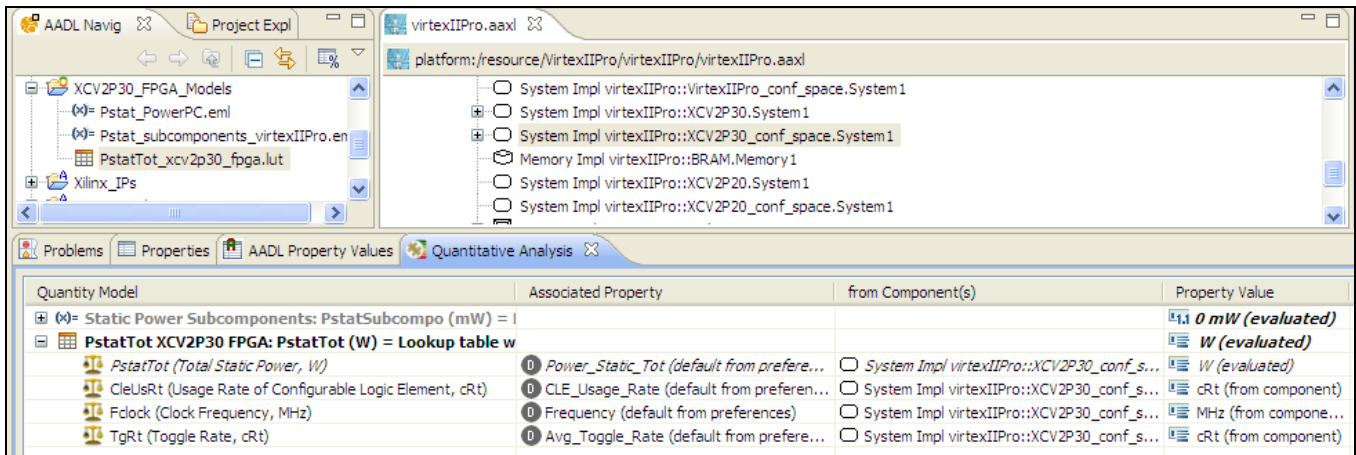 AADL Navig
Project Expl
XCV2P30_FPGA_Models
(x)= Pstat_PowerPC.eml
(x)= Pstat_subcomponents_virtexIIPro.em
PstatTot_xcv2p30_fpga.lut
Xilinx_IPs
virtexIIPro.aaxl
platform:/resource/VirtexIIPro/virtexIIPro/virtexIIPro.aaxl
System Impl virtexIIPro::VirtexIIPro_conf_space.System1
System Impl virtexIIPro::XCV2P30.System1
System Impl virtexIIPro::XCV2P30_conf_space.System1
Memory Impl virtexIIPro::BRAM.Memory1
System Impl virtexIIPro::XCV2P20.System1
System Impl virtexIIPro::XCV2P20_conf_space.System1
Problems Properties AADL Property Values Quantitative Analysis
Quantity Model Associated Property from Component(s) Property Value
(x)= Static Power Subcomponents: PstatSubcompo (mW) = 1.1 0 mW (evaluated)
PstatTot XCV2P30 FPGA: PstatTot (W) = Lookup table w W (evaluated)
PstatTot (Total Static Power, W) D Power_Static_Tot (default from prefere... System Impl virtexIIPro::XCV2P30_conf_s... W (evaluated)
CleUsRt (Usage Rate of Configurable Logic Element, cRt) D CLE_Usage_Rate (default from preferen... System Impl virtexIIPro::XCV2P30_conf_s... cRt (from component)
Fclock (Clock Frequency, MHz) D Frequency (default from preferences) System Impl virtexIIPro::XCV2P30_conf_s... MHz (from compone...
TgRt (Toggle Rate, cRt) D Avg_Toggle_Rate (default from prefere... System Impl virtexIIPro::XCV2P30_conf_s... cRt (from component)